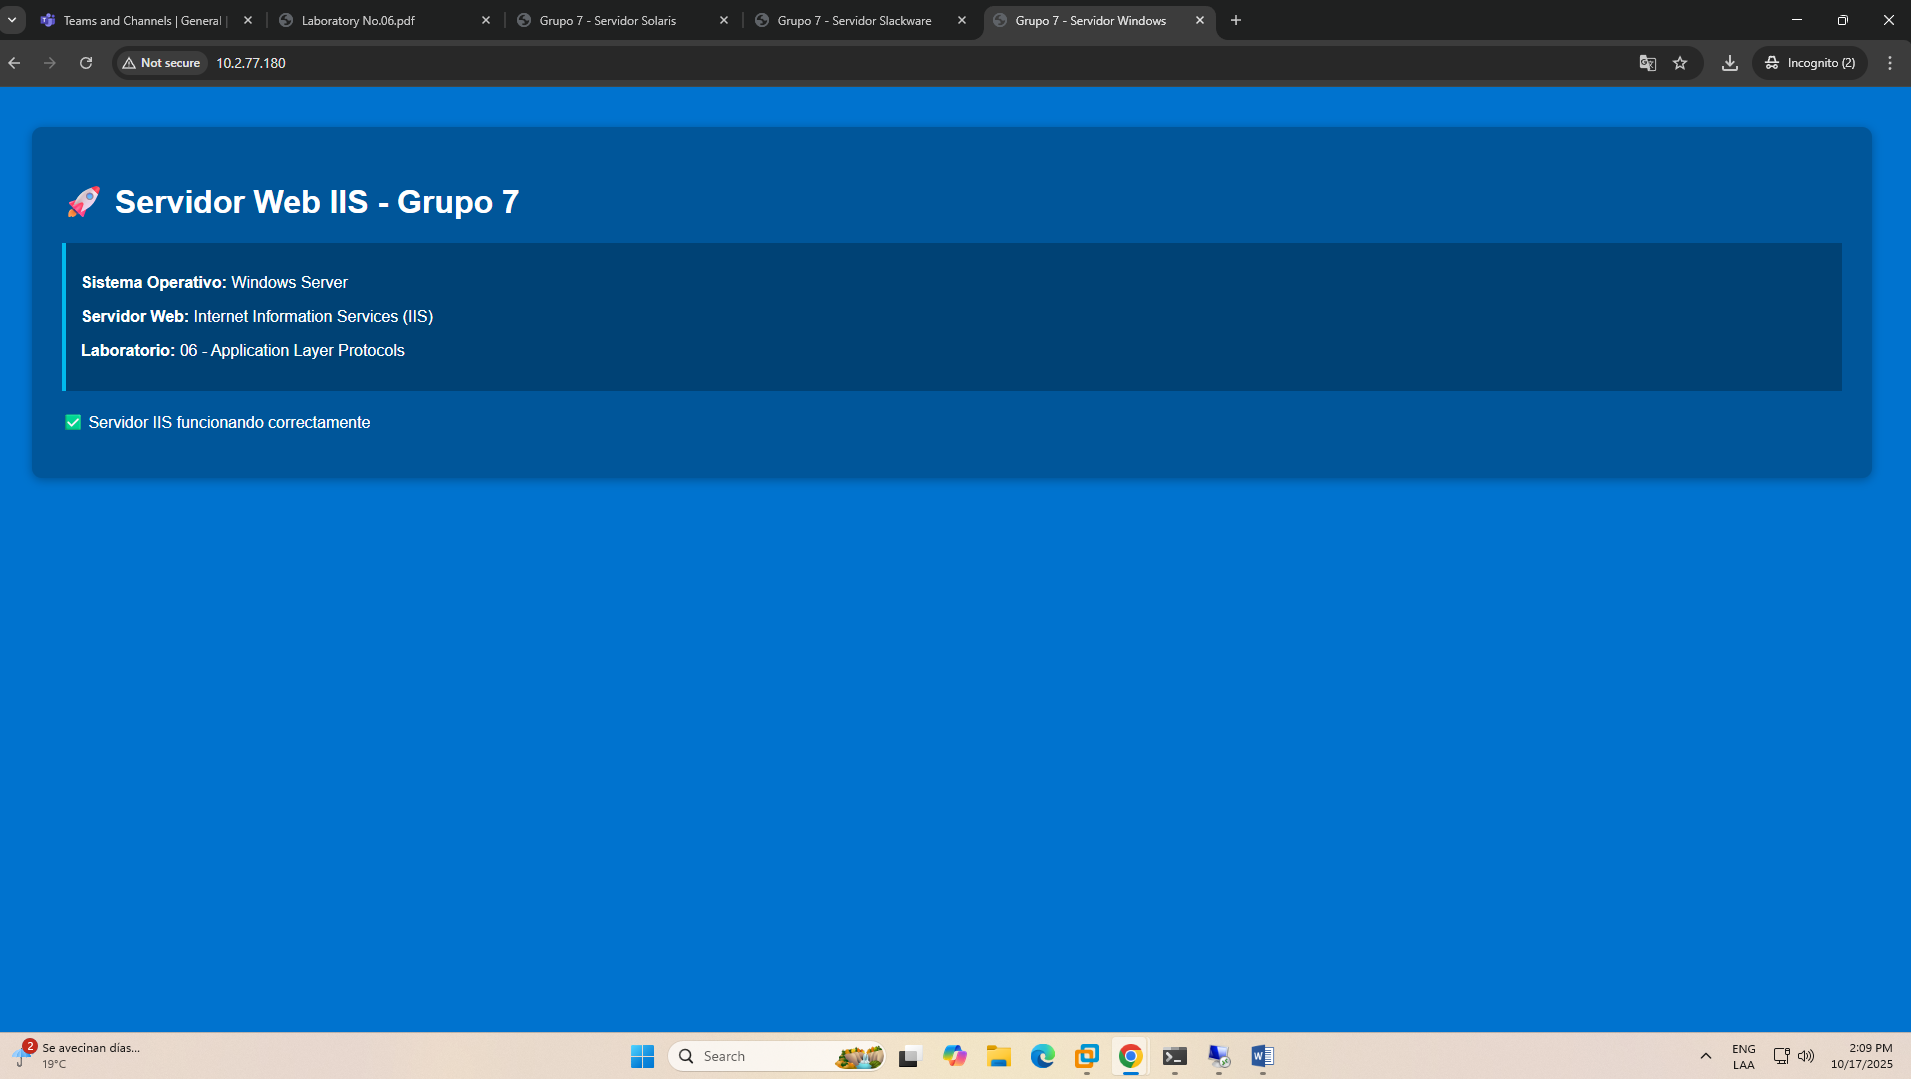 Teams and Channels | General |
Laboratory No.06.pdf
Grupo 7 - Servidor Solaris
Grupo 7 - Servidor Slackware
Grupo 7 - Servidor Windows
Not secure
10.2.77.180
Incognito (2)
🚀 Servidor Web IIS - Grupo 7
Sistema Operativo: Windows Server
Servidor Web: Internet Information Services (IIS)
Laboratorio: 06 - Application Layer Protocols
✅ Servidor IIS funcionando correctamente
2
Se avecinan días...
19°C
Search
ENG
LAA
2:09 PM
10/17/2025